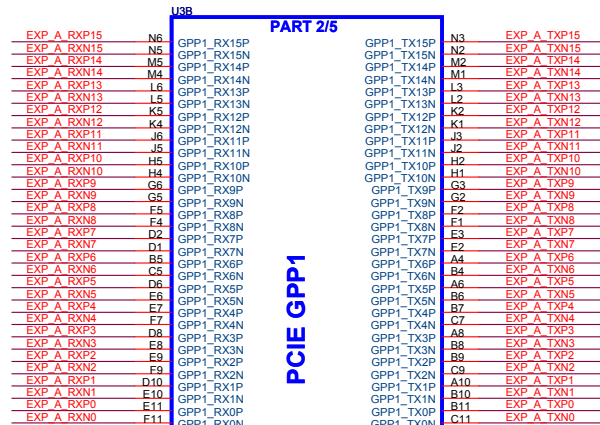 U3B
PART 2/5
EXP_A_RXP15 N6 GPP1_RX15P GPP1_TX15P N3 EXP_A_TXP15
EXP_A_RXN15 N5 GPP1_RX15N GPP1_TX15N N2 EXP_A_TXN15
EXP_A_RXP14 M5 GPP1_RX14P GPP1_TX14P M2 EXP_A_TXP14
EXP_A_RXN14 M4 GPP1_RX14N GPP1_TX14N M1 EXP_A_TXN14
EXP_A_RXP13 L6 GPP1_RX13P GPP1_TX13P L3 EXP_A_TXP13
EXP_A_RXN13 L5 GPP1_RX13N GPP1_TX13N L2 EXP_A_TXN13
EXP_A_RXP12 K5 GPP1_RX12P GPP1_TX12P K2 EXP_A_TXP12
EXP_A_RXN12 K4 GPP1_RX12N GPP1_TX12N K1 EXP_A_TXN12
EXP_A_RXP11 J6 GPP1_RX11P GPP1_TX11P J3 EXP_A_TXP11
EXP_A_RXN11 J5 GPP1_RX11N GPP1_TX11N J2 EXP_A_TXN11
EXP_A_RXP10 H5 GPP1_RX10P GPP1_TX10P H2 EXP_A_TXP10
EXP_A_RXN10 H4 GPP1_RX10N GPP1_TX10N H1 EXP_A_TXN10
EXP_A_RXP9 G6 GPP1_RX9P GPP1_TX9P G3 EXP_A_TXP9
EXP_A_RXN9 G5 GPP1_RX9N GPP1_TX9N G2 EXP_A_TXN9
EXP_A_RXP8 F5 GPP1_RX8P GPP1_TX8P F2 EXP_A_TXP8
EXP_A_RXN8 F4 GPP1_RX8N GPP1_TX8N F1 EXP_A_TXN8
EXP_A_RXP7 D2 GPP1_RX7P GPP1_TX7P E3 EXP_A_TXP7
EXP_A_RXN7 D1 GPP1_RX7N GPP1_TX7N E2 EXP_A_TXN7
EXP_A_RXP6 B5 GPP1_RX6P GPP1_TX6P A4 EXP_A_TXP6
EXP_A_RXN6 C5 GPP1_RX6N GPP1_TX6N B4 EXP_A_TXN6
EXP_A_RXP5 D6 GPP1_RX5P GPP1_TX5P A6 EXP_A_TXP5
EXP_A_RXN5 E6 GPP1_RX5N GPP1_TX5N B6 EXP_A_TXN5
EXP_A_RXP4 E7 GPP1_RX4P GPP1_TX4P B7 EXP_A_TXP4
EXP_A_RXN4 F7 GPP1_RX4N GPP1_TX4N C7 EXP_A_TXN4
EXP_A_RXP3 D8 GPP1_RX3P GPP1_TX3P A8 EXP_A_TXP3
EXP_A_RXN3 E8 GPP1_RX3N GPP1_TX3N B8 EXP_A_TXN3
EXP_A_RXP2 E9 GPP1_RX2P GPP1_TX2P B9 EXP_A_TXP2
EXP_A_RXN2 F9 GPP1_RX2N GPP1_TX2N C9 EXP_A_TXN2
EXP_A_RXP1 D10 GPP1_RX1P GPP1_TX1P A10 EXP_A_TXP1
EXP_A_RXN1 E10 GPP1_RX1N GPP1_TX1N B10 EXP_A_TXN1
EXP_A_RXP0 E11 GPP1_RX0P GPP1_TX0P B11 EXP_A_TXP0
EXP_A_RXN0 F11 GPP1_RX0N GPP1_TX0N C11 EXP_A_TXN0
PCIE GPP1